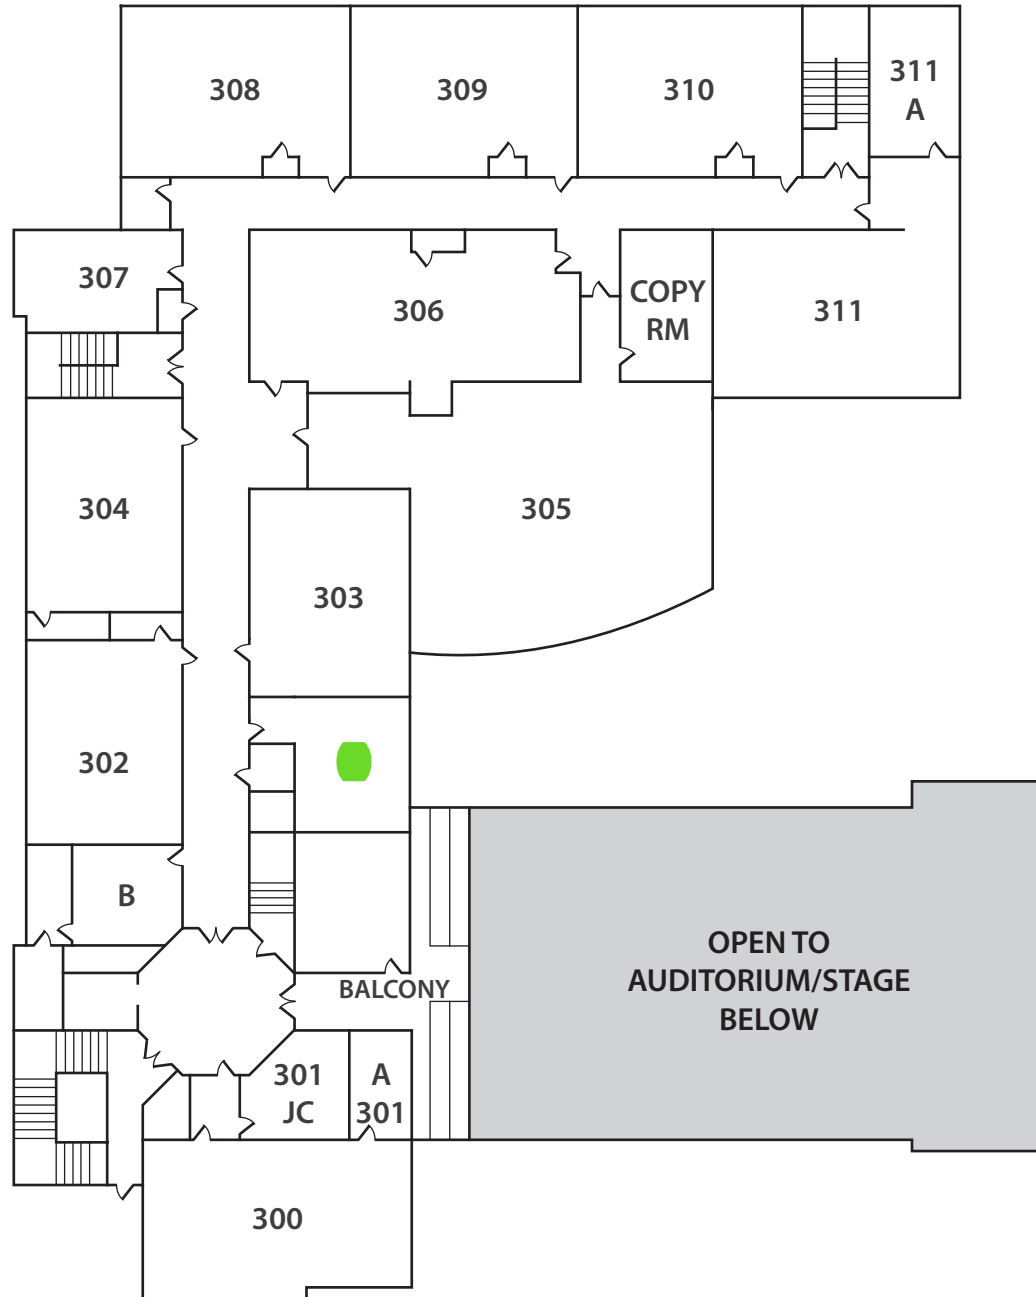 308
309
310
311
A
307
306
COPY
RM
311
304
305
303
302
B
BALCONY
OPEN TO
AUDITORIUM/STAGE
BELOW
301
JC
A
301
300